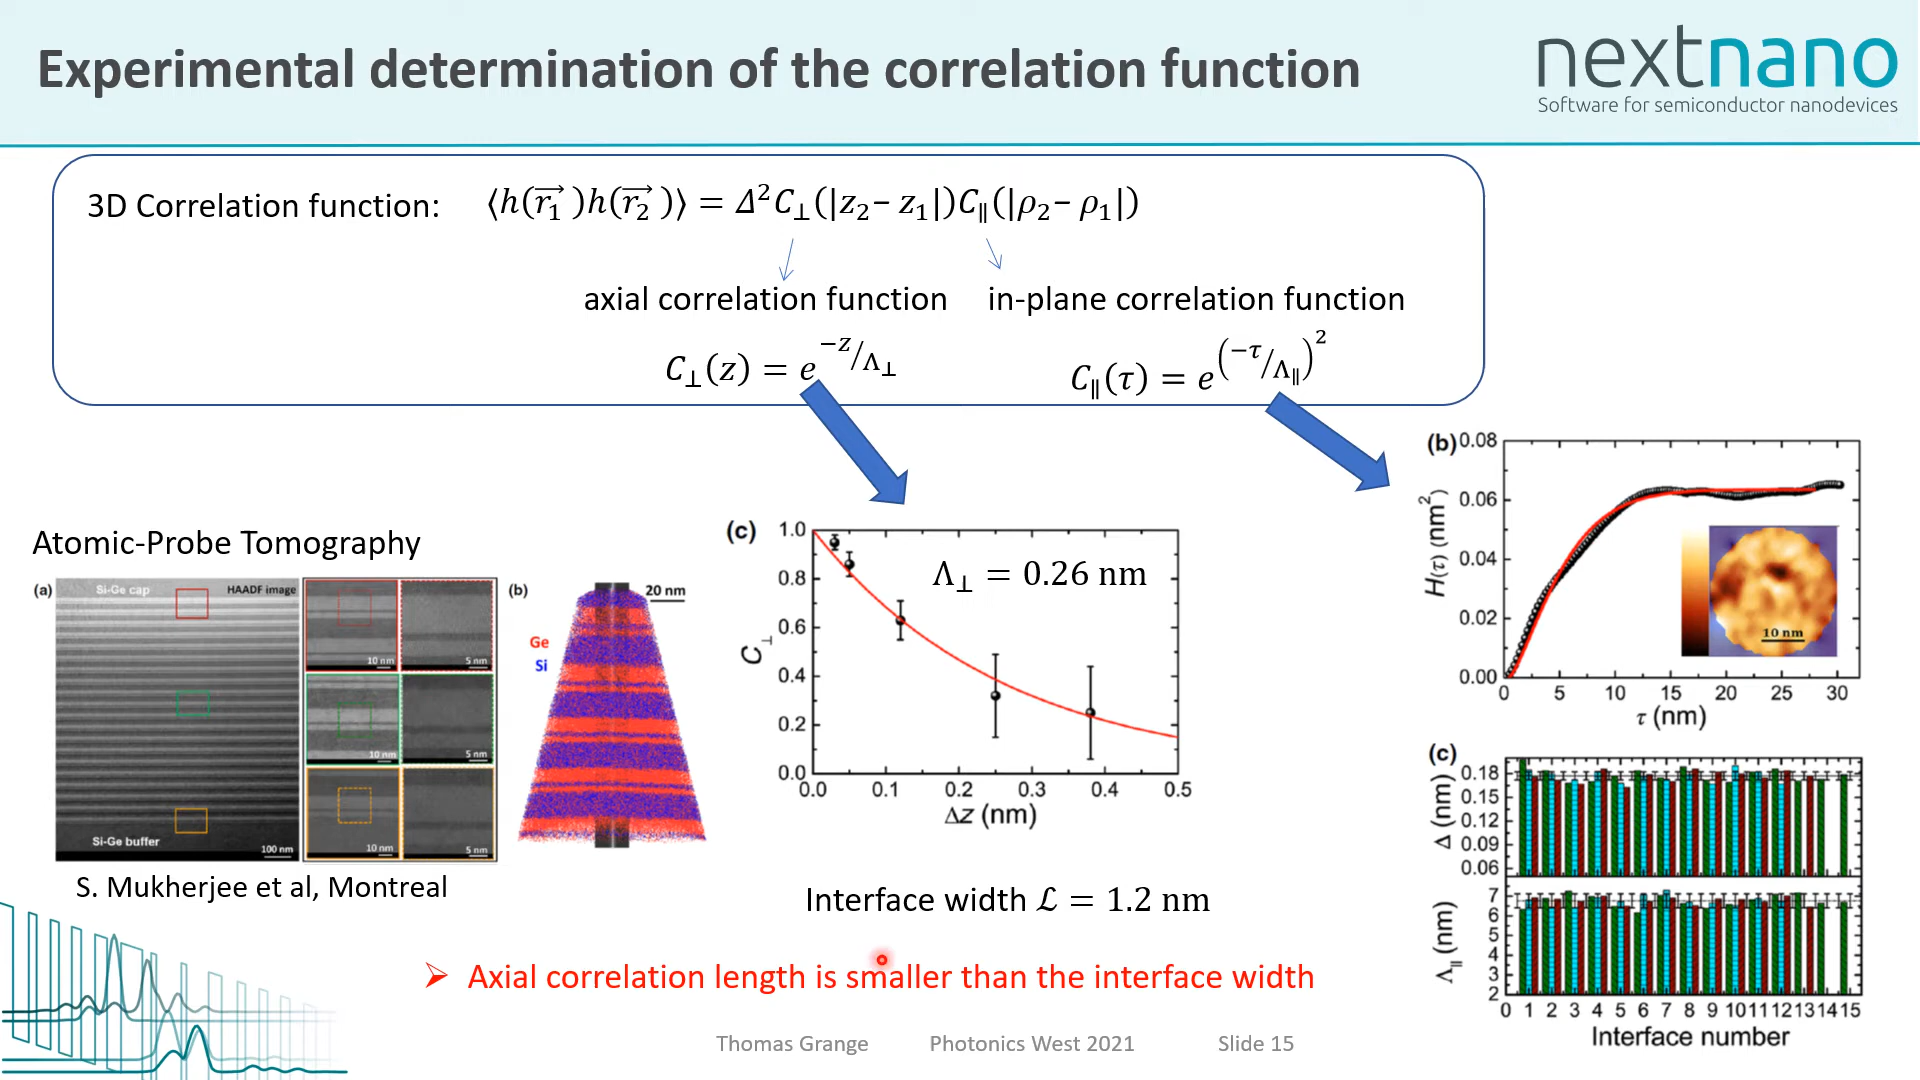 Experimental determination of the correlation function
nextnano
Software for semiconductor nanodevices
3D Correlation function: ⟨h(r₁⃗)h(r₂⃗)⟩ = Δ²C⊥(|z₂– z₁|)C∥(|ρ₂– ρ₁|)
axial correlation function in-plane correlation function
C⊥(z) = e^(−z/Λ⊥) C∥(τ) = e^(−τ/Λ∥)²
Atomic-Probe Tomography
(a) Si-Ge cap HAADF image
Si-Ge buffer 100 nm
10 nm 5 nm
10 nm 5 nm
10 nm 5 nm
(b) 20 nm
Ge
Si
S. Mukherjee et al, Montreal
(c)
Λ⊥ = 0.26 nm
C⊥
1.0
0.8
0.6
0.4
0.2
0.0
0.0 0.1 0.2 0.3 0.4 0.5
Δz (nm)
Interface width ℒ = 1.2 nm
➢ Axial correlation length is smaller than the interface width
(b)
H(τ) (nm²)
0.08
0.06
0.04
0.02
0.00
10 nm
0 5 10 15 20 25 30
τ (nm)
(c)
Δ (nm)
0.18
0.15
0.12
0.09
0.06
Λ∥ (nm)
7
6
5
4
3
2
0 1 2 3 4 5 6 7 8 9 10 11 12 13 14 15
Interface number
Thomas Grange Photonics West 2021 Slide 15